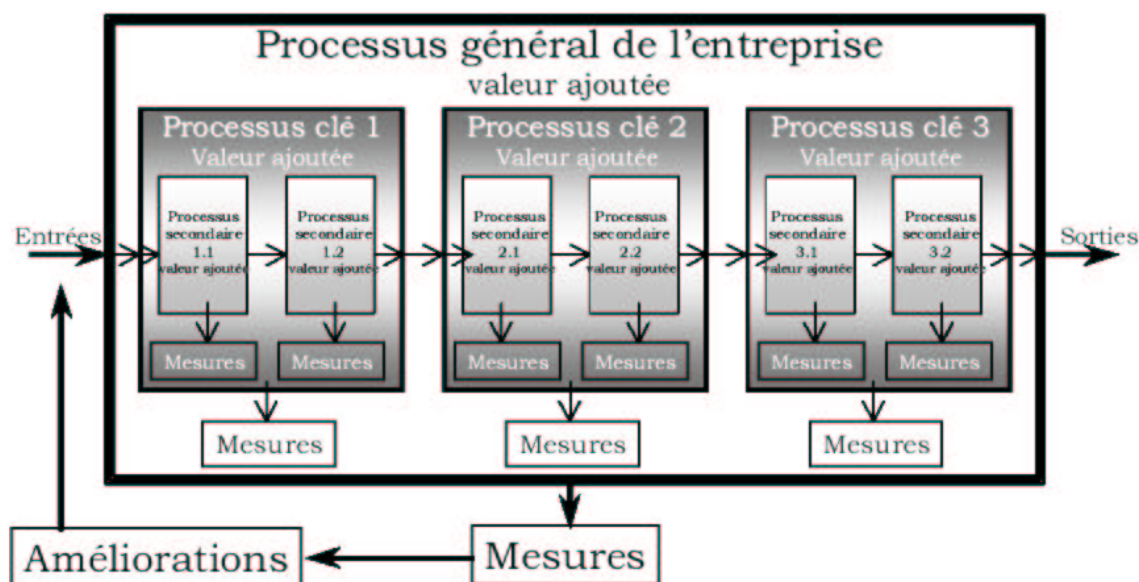 Processus général de l'entreprise
valeur ajoutée
Processus clé 1
Valeur ajoutée
Processus secondaire
1.1
valeur ajoutée
Processus secondaire
1.2
valeur ajoutée
Mesures
Mesures
Mesures
Processus clé 2
Valeur ajoutée
Processus secondaire
2.1
valeur ajoutée
Processus secondaire
2.2
valeur ajoutée
Mesures
Mesures
Mesures
Processus clé 3
Valeur ajoutée
Processus secondaire
3.1
valeur ajoutée
Processus secondaire
3.2
valeur ajoutée
Mesures
Mesures
Mesures
Entrées
Sorties
Améliorations
Mesures